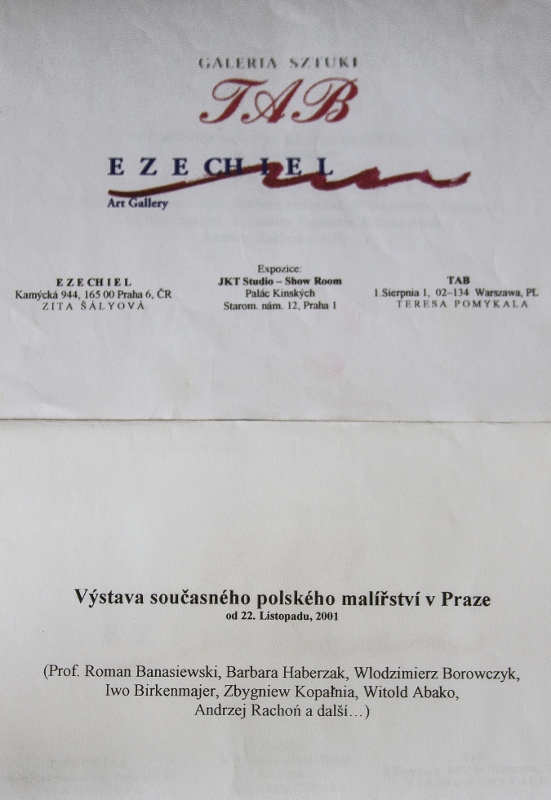 GALERIA SZTUKI
TAB
EZECHIEL
Art Gallery
EZECHIEL
Kamýcká 944, 165 00 Praha 6, ČR
ZITA ŠÁLYOVÁ
Expozice:
JKT Studio – Show Room
Palác Kinských
Starom. nám. 12, Praha 1
TAB
1.Sierpnia 1, 02–134 Warszawa, PL
TERESA POMYKALA
Výstava současného polského malířství v Praze
od 22. Listopadu, 2001
(Prof. Roman Banasiewski, Barbara Haberzak, Wlodzimierz Borowczyk,
Iwo Birkenmajer, Zbygniew Kopałnia, Witold Abako,
Andrzej Rachoń a další…)